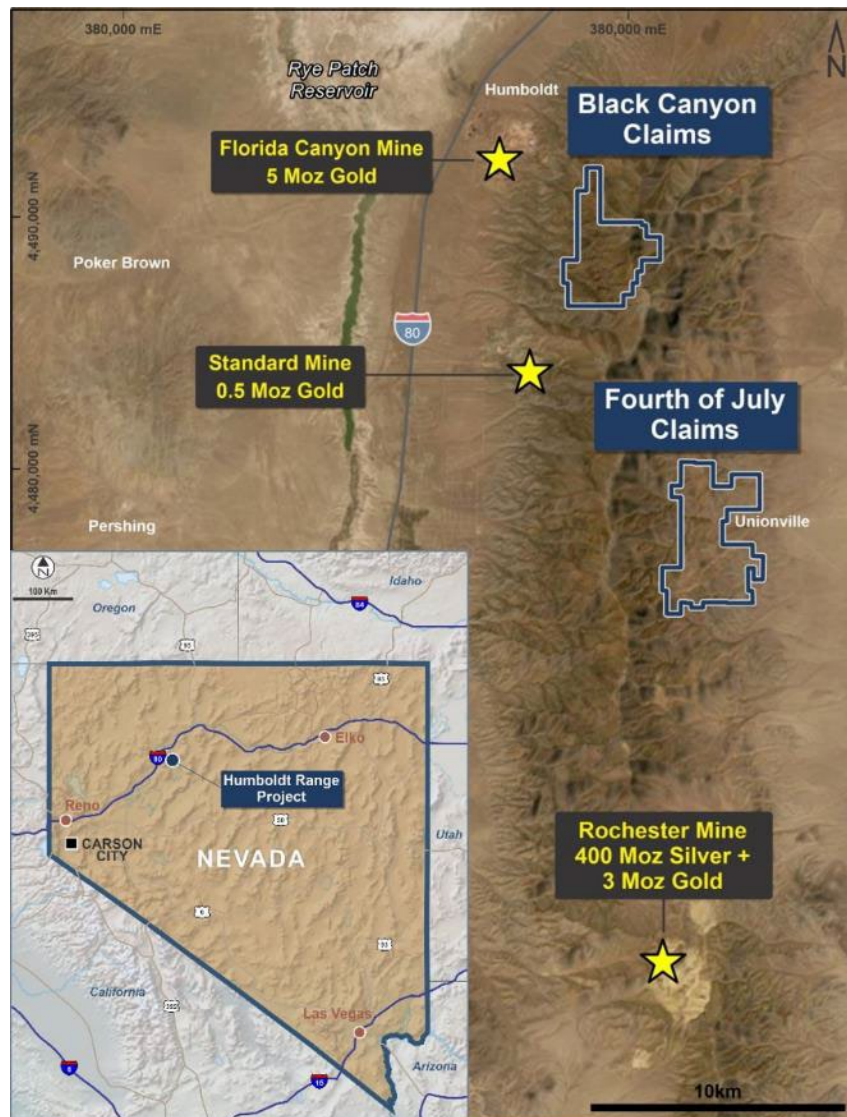 380,000 mE
380,000 mE
N
Rye Patch
Reservoir
Humboldt
Black Canyon
Claims
Florida Canyon Mine
5 Moz Gold
4,490,000 mN
Poker Brown
80
Standard Mine
0.5 Moz Gold
Fourth of July
Claims
4,480,000 mN
Pershing
Unionville
N
100 Km
Oregon
Idaho
84
395
95
93
Elko
80
Humboldt Range
Project
Reno
50
Utah
CARSON
CITY
NEVADA
6
93
California
Las Vegas
15
Arizona
5
Rochester Mine
400 Moz Silver +
3 Moz Gold
10km